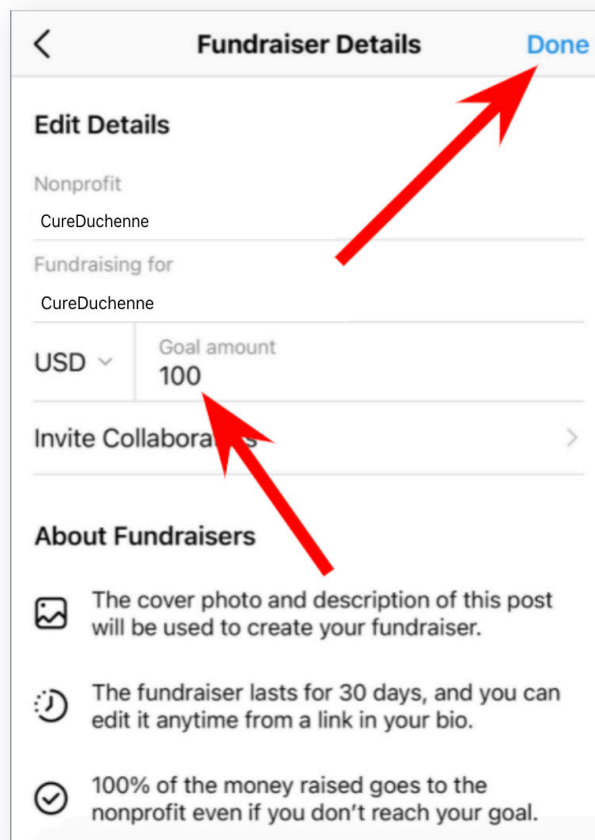 Fundraiser Details Done
Edit Details
Nonprofit
CureDuchenne
Fundraising for
CureDuchenne
Goal amount
USD 100
Invite Collaborators
About Fundraisers
The cover photo and description of this post
will be used to create your fundraiser.
The fundraiser lasts for 30 days, and you can
edit it anytime from a link in your bio.
100% of the money raised goes to the
nonprofit even if you don't reach your goal.